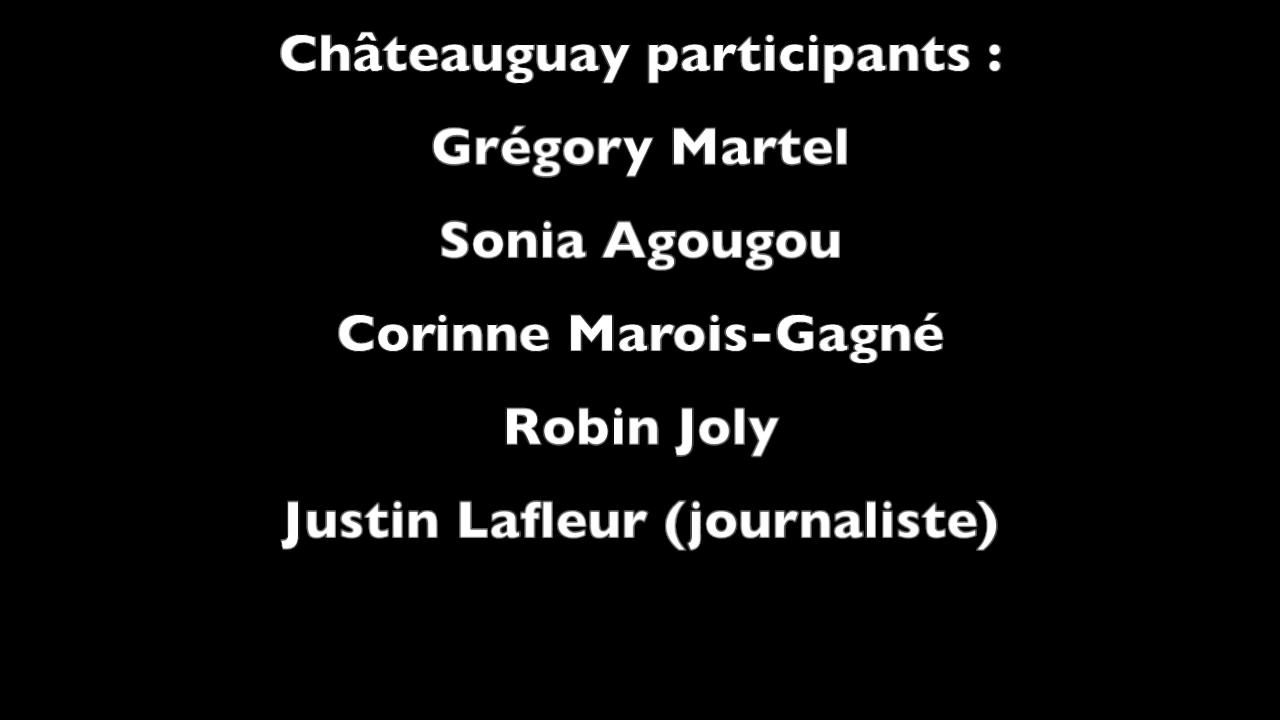 Châteauguay participants :
Grégory Martel
Sonia Agougou
Corinne Marois-Gagné
Robin Joly
Justin Lafleur (journaliste)